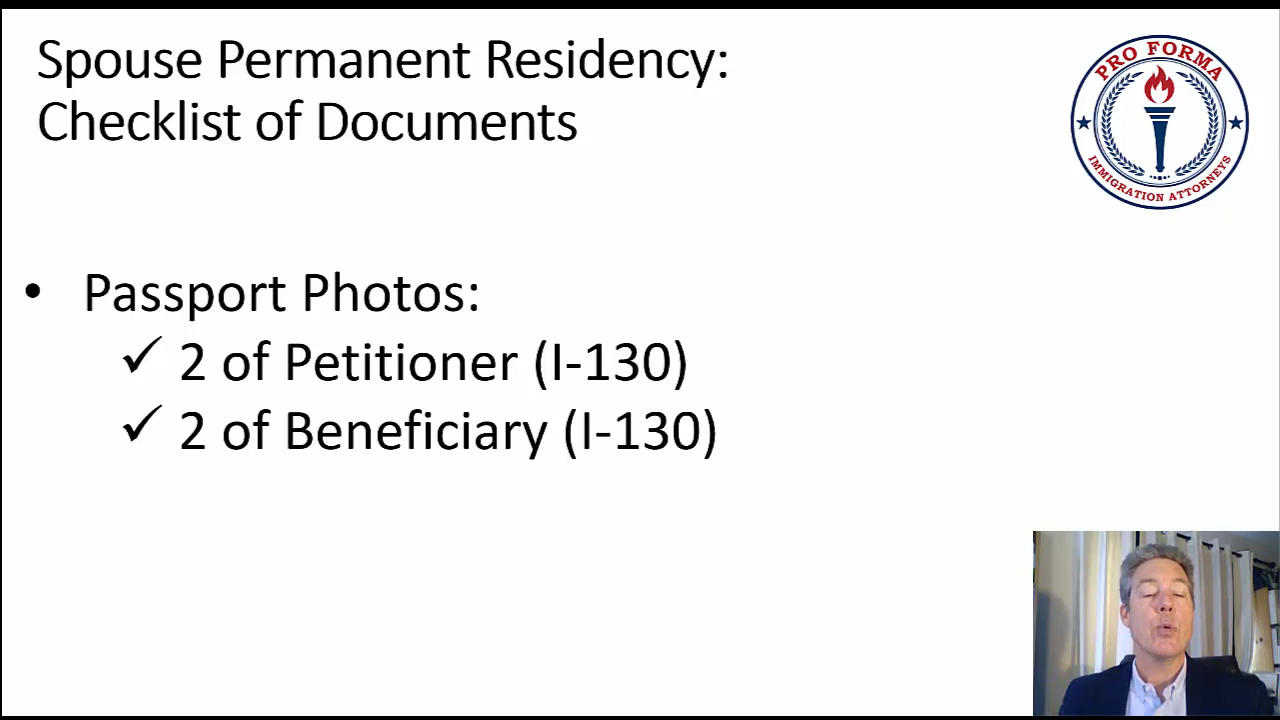 Spouse Permanent Residency:
Checklist of Documents
PRO FORMA
IMMIGRATION ATTORNEYS
• Passport Photos:
✓ 2 of Petitioner (I-130)
✓ 2 of Beneficiary (I-130)